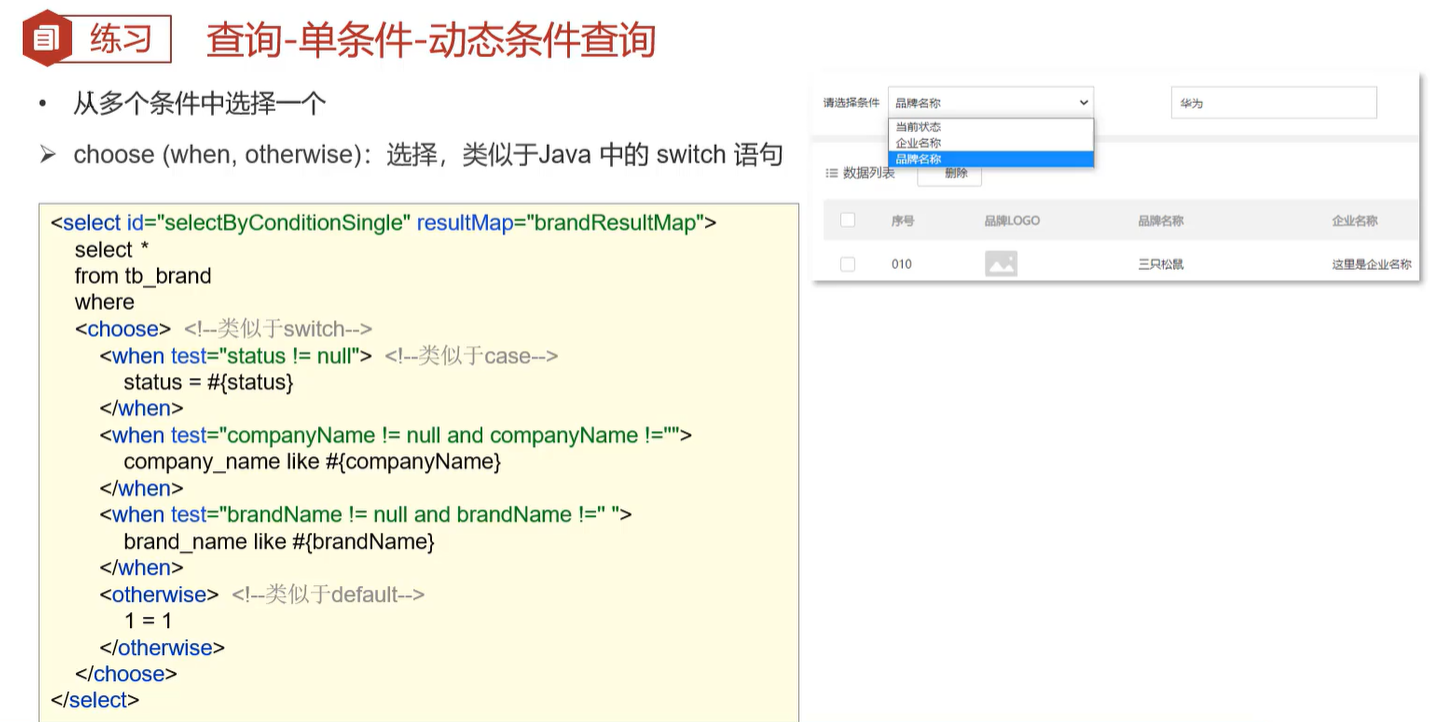 练习
查询-单条件-动态条件查询
• 从多个条件中选择一个
➢ choose (when, otherwise)：选择，类似于Java 中的 switch 语句
<select id="selectByConditionSingle" resultMap="brandResultMap">
select *
from tb_brand
where
<choose> <!--类似于switch-->
<when test="status != null"> <!--类似于case-->
status = #{status}
</when>
<when test="companyName != null and companyName !=""">
company_name like #{companyName}
</when>
<when test="brandName != null and brandName !=" ">
brand_name like #{brandName}
</when>
<otherwise> <!--类似于default-->
1 = 1
</otherwise>
</choose>
</select>
请选择条件 品牌名称 华为
当前状态
企业名称
品牌名称
数据列表 删除
序号 品牌LOGO 品牌名称 企业名称
010 三只松鼠 这里是企业名称